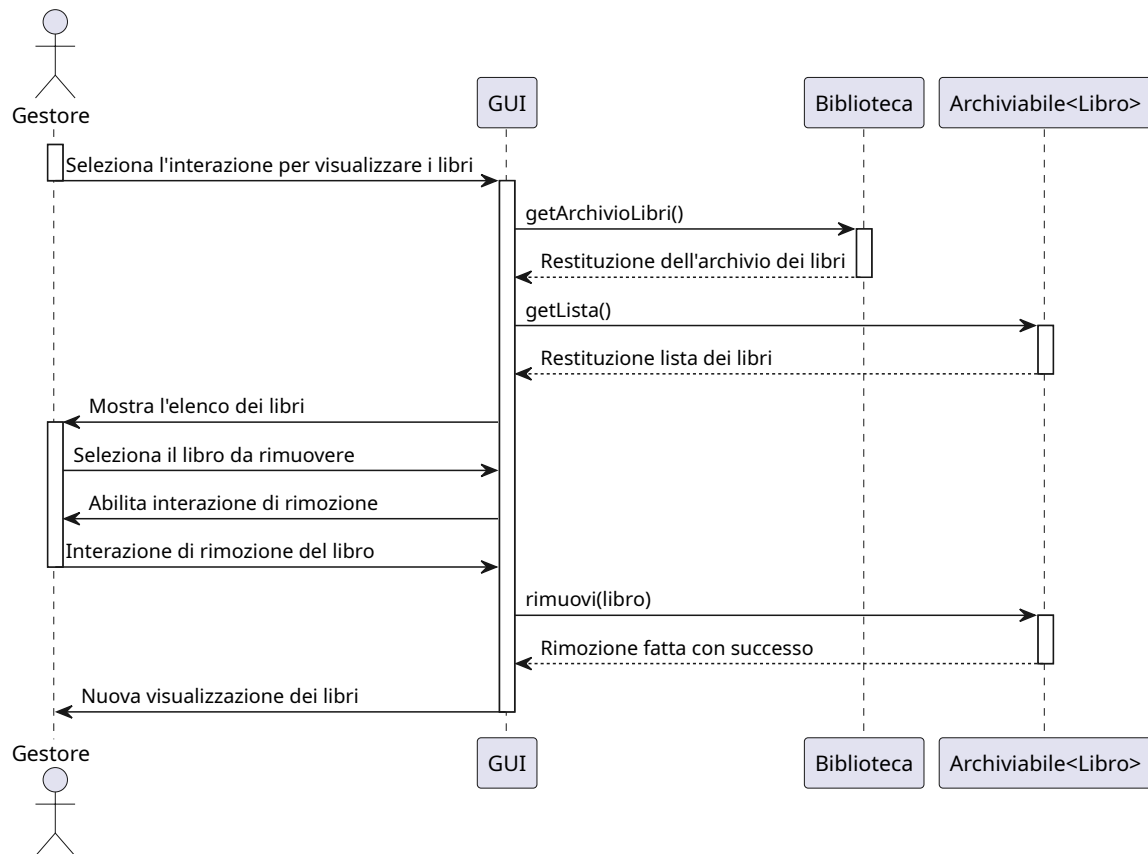 Gestore
GUI
Biblioteca
Archiviabile<Libro>
Seleziona l'interazione per visualizzare i libri
getArchivioLibri()
Restituzione dell'archivio dei libri
getLista()
Restituzione lista dei libri
Mostra l'elenco dei libri
Seleziona il libro da rimuovere
Abilita interazione di rimozione
Interazione di rimozione del libro
rimuovi(libro)
Rimozione fatta con successo
Nuova visualizzazione dei libri
Gestore
GUI
Biblioteca
Archiviabile<Libro>